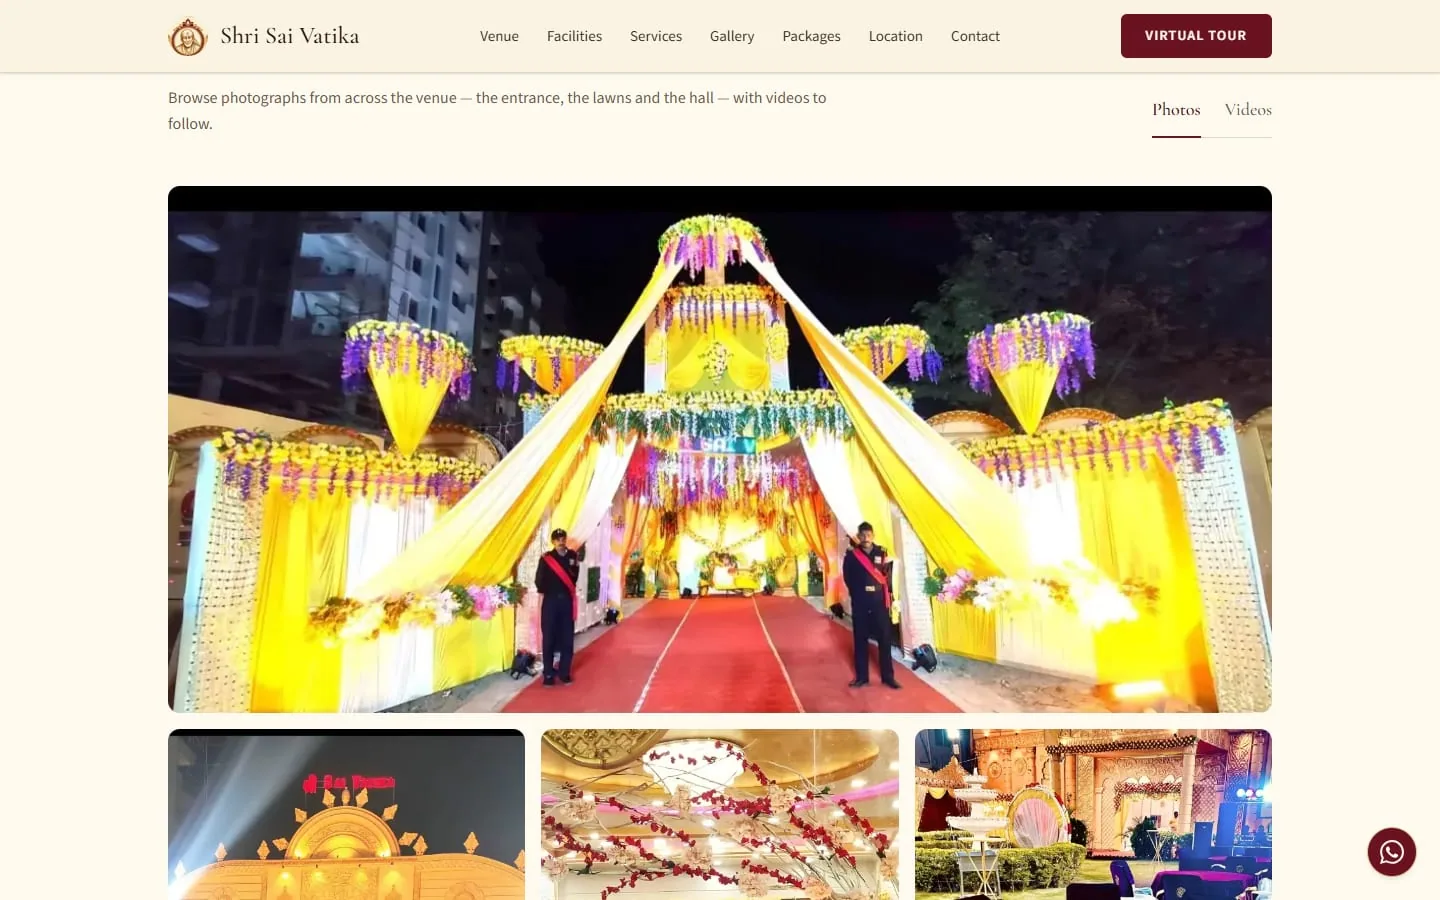 Shri Sai Vatika
Venue
Facilities
Services
Gallery
Packages
Location
Contact
VIRTUAL TOUR
Browse photographs from across the venue — the entrance, the lawns and the hall — with videos to
follow.
Photos
Videos